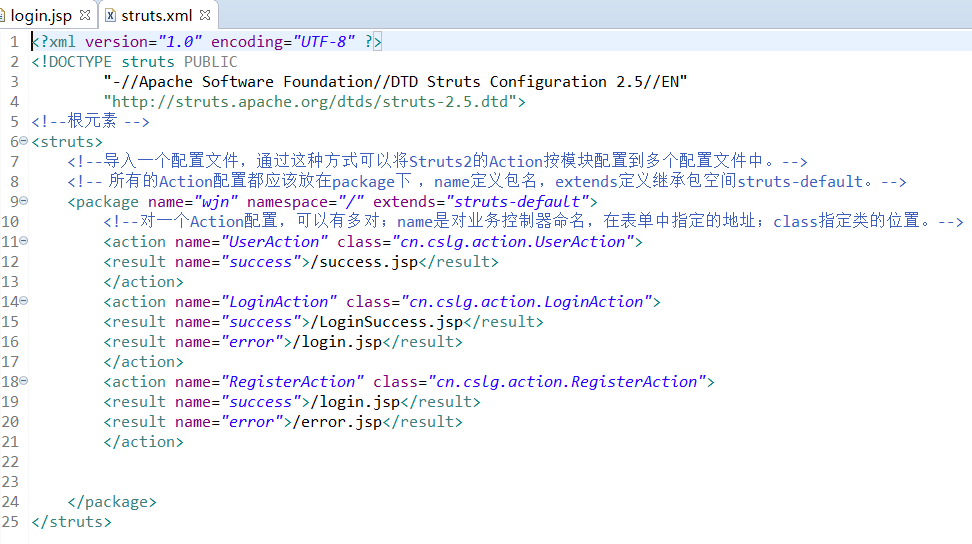 login.jsp struts.xml
1 <?xml version="1.0" encoding="UTF-8" ?>
2 <!DOCTYPE struts PUBLIC
3 "-//Apache Software Foundation//DTD Struts Configuration 2.5//EN"
4 "http://struts.apache.org/dtds/struts-2.5.dtd">
5 <!--根元素 -->
6 <struts>
7 <!--导入一个配置文件，通过这种方式可以将Struts2的Action按模块配置到多个配置文件中。-->
8 <!-- 所有的Action配置都应该放在package下 ，name定义包名，extends定义继承包空间struts-default。-->
9 <package name="wjn" namespace="/" extends="struts-default">
10 <!--对一个Action配置，可以有多对；name是对业务控制器命名，在表单中指定的地址；class指定类的位置。-->
11 <action name="UserAction" class="cn.cslg.action.UserAction">
12 <result name="success">/success.jsp</result>
13 </action>
14 <action name="LoginAction" class="cn.cslg.action.LoginAction">
15 <result name="success">/LoginSuccess.jsp</result>
16 <result name="error">/login.jsp</result>
17 </action>
18 <action name="RegisterAction" class="cn.cslg.action.RegisterAction">
19 <result name="success">/login.jsp</result>
20 <result name="error">/error.jsp</result>
21 </action>
22
23
24 </package>
25 </struts>